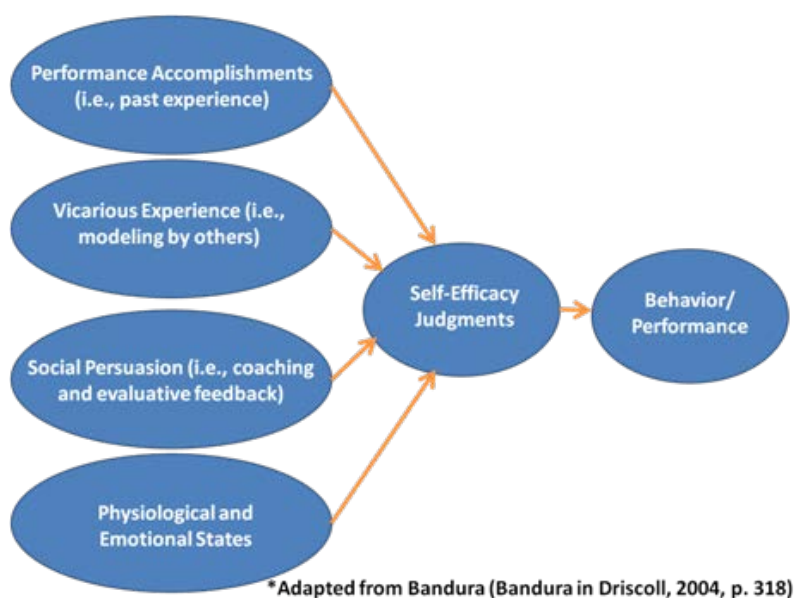 Performance Accomplishments
(i.e., past experience)
Vicarious Experience (i.e.,
modeling by others)
Social Persuasion (i.e., coaching
and evaluative feedback)
Physiological and
Emotional States
Self-Efficacy
Judgments
Behavior/
Performance
*Adapted from Bandura (Bandura in Driscoll, 2004, p. 318)